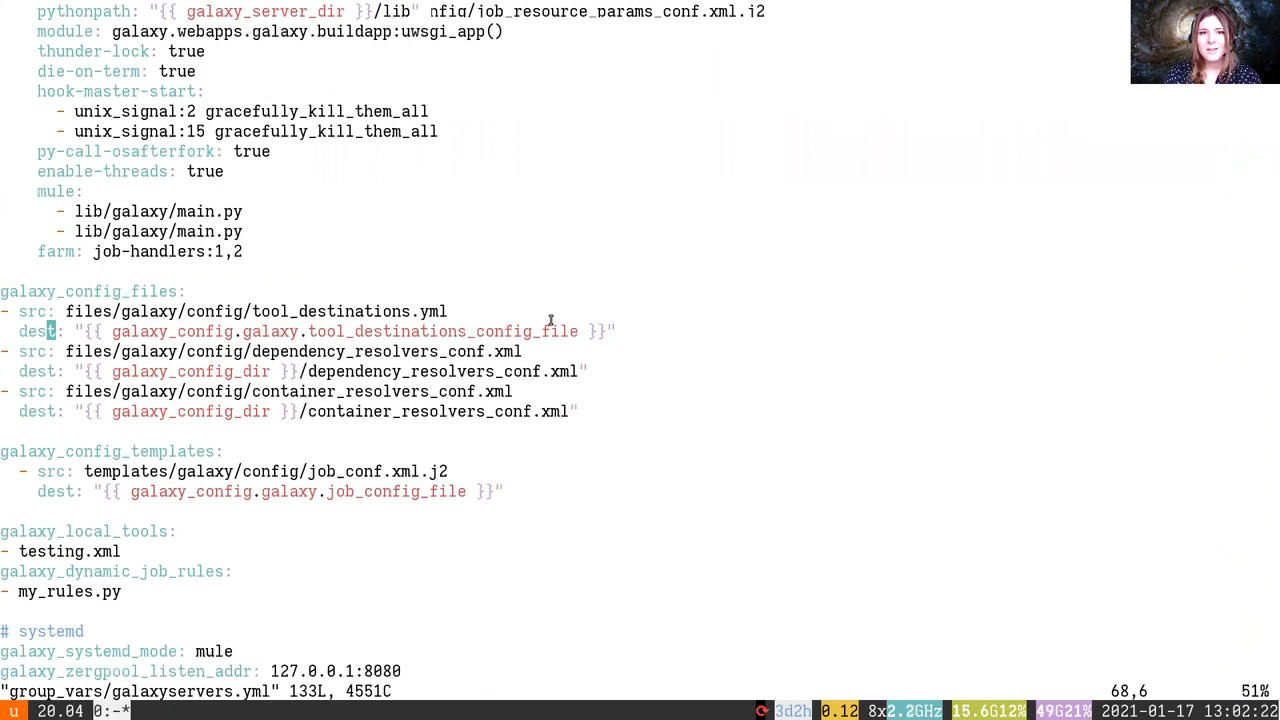 pythonpath: "{{ galaxy_server_dir }}/lib" nfig/job_resource_params_conf.xml.j2
    module: galaxy.webapps.galaxy.buildapp:uwsgi_app()
    thunder-lock: true
    die-on-term: true
    hook-master-start:
      - unix_signal:2 gracefully_kill_them_all
      - unix_signal:15 gracefully_kill_them_all
    py-call-osafterfork: true
    enable-threads: true
    mule:
      - lib/galaxy/main.py
      - lib/galaxy/main.py
    farm: job-handlers:1,2
galaxy_config_files:
- src: files/galaxy/config/tool_destinations.yml
  dest: "{{ galaxy_config.galaxy.tool_destinations_config_file }}"
- src: files/galaxy/config/dependency_resolvers_conf.xml
  dest: "{{ galaxy_config_dir }}/dependency_resolvers_conf.xml"
- src: files/galaxy/config/container_resolvers_conf.xml
  dest: "{{ galaxy_config_dir }}/container_resolvers_conf.xml"
galaxy_config_templates:
  - src: templates/galaxy/config/job_conf.xml.j2
    dest: "{{ galaxy_config.galaxy.job_config_file }}"
galaxy_local_tools:
- testing.xml
galaxy_dynamic_job_rules:
- my_rules.py
# systemd
galaxy_systemd_mode: mule
galaxy_zergpool_listen_addr: 127.0.0.1:8080
"group_vars/galaxyservers.yml" 133L, 4551C 68,6 51%
u 20.04 0:-* 3d2h 0.12 8x2.2GHz 15.6G12% 49G21% 2021-01-17 13:02:22